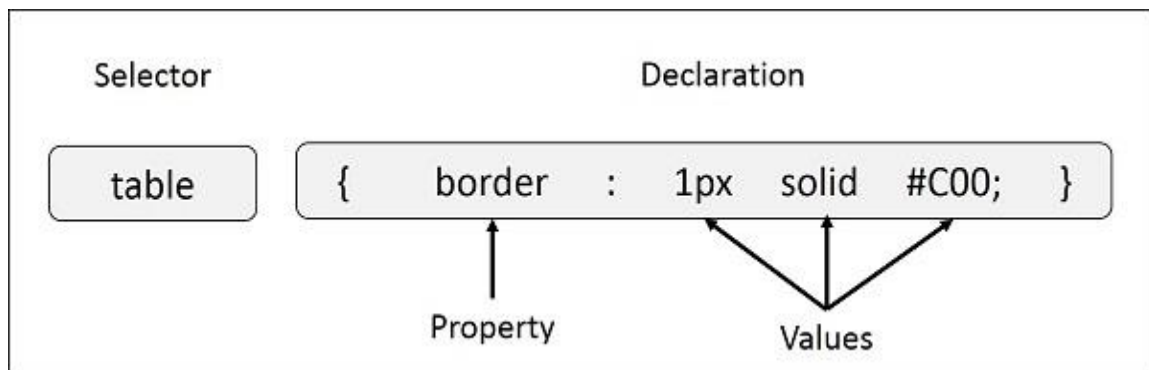 Selector Declaration
table { border : 1px solid #C00; }
Property Values